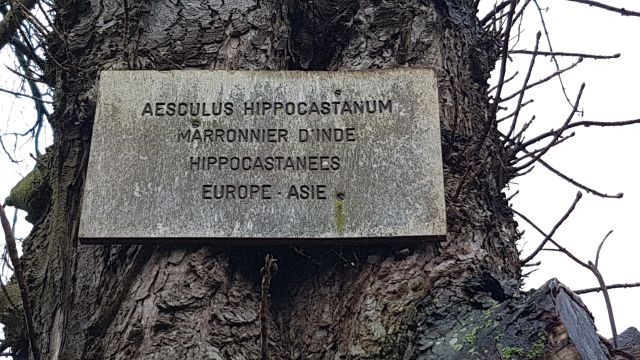 AESCULUS HIPPOCASTANUM
MARRONNIER D'INDE
HIPPOCASTANEES
EUROPE - ASIE